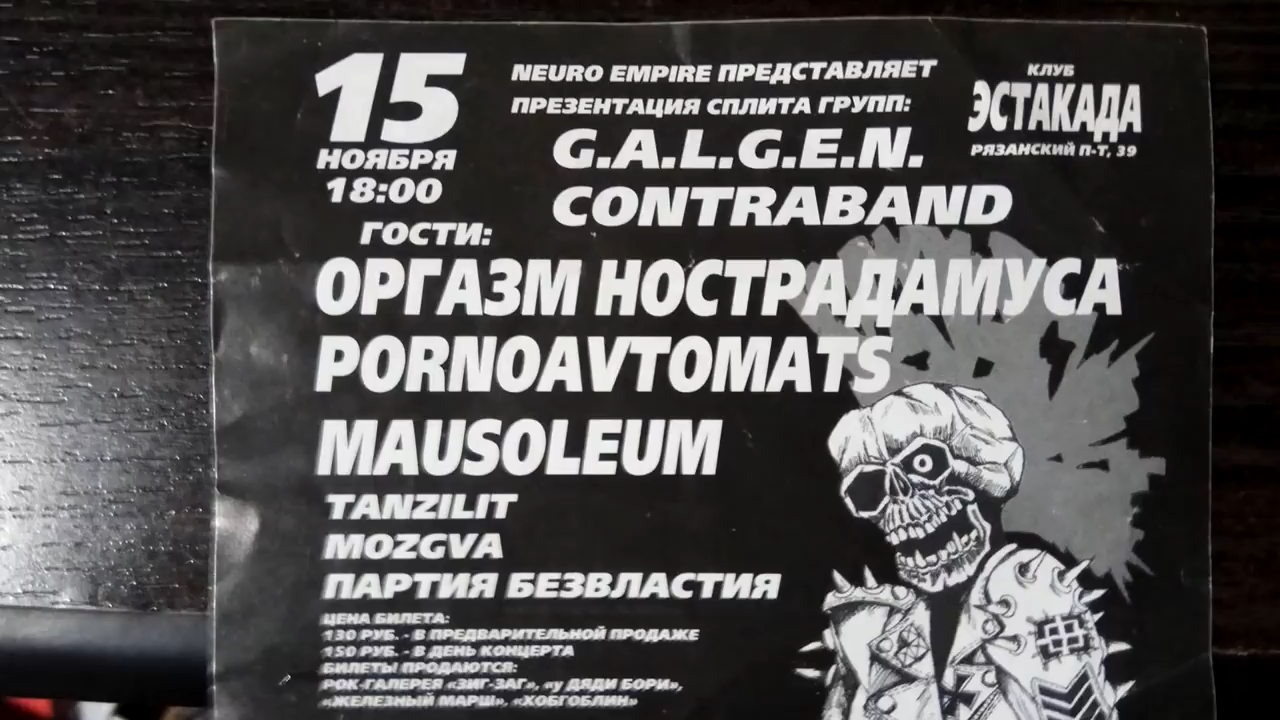 15
НОЯБРЯ
18:00
NEURO EMPIRE ПРЕДСТАВЛЯЕТ
ПРЕЗЕНТАЦИЯ СПЛИТА ГРУПП:
G.A.L.G.E.N.
CONTRABAND
КЛУБ
ЭСТАКАДА
РЯЗАНСКИЙ П-Т, 39
ГОСТИ:
ОРГАЗМ НОСТРАДАМУСА
PORNOAVTOMATS
MAUSOLEUM
TANZILIT
MOZGVA
ПАРТИЯ БЕЗВЛАСТИЯ
ЦЕНА БИЛЕТА:
130 РУБ. - В ПРЕДВАРИТЕЛЬНОЙ ПРОДАЖЕ
150 РУБ. - В ДЕНЬ КОНЦЕРТА
БИЛЕТЫ ПРОДАЮТСЯ:
РОК-ГАЛЕРЕЯ «ЗИГ-ЗАГ», «У ДЯДИ БОРИ»,
«ЖЕЛЕЗНЫЙ МАРШ», «ХОБГОБЛИН»